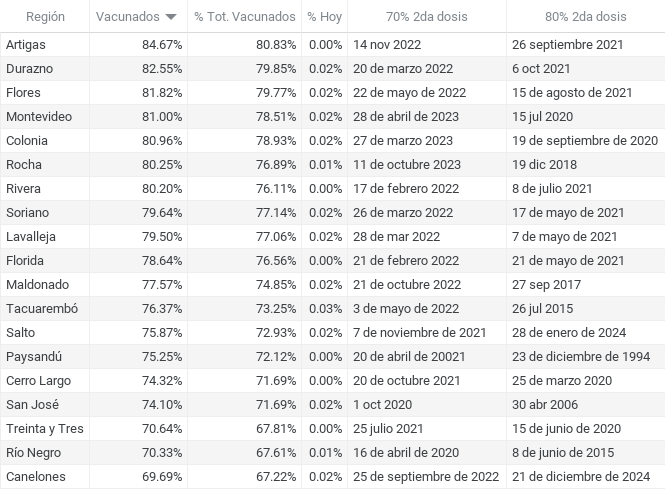 Región Vacunados % Tot. Vacunados % Hoy 70% 2da dosis 80% 2da dosis
Artigas 84.67% 80.83% 0.00% 14 nov 2022 26 septiembre 2021
Durazno 82.55% 79.85% 0.02% 20 de marzo 2022 6 oct 2021
Flores 81.82% 79.77% 0.02% 22 de mayo de 2022 15 de agosto de 2021
Montevideo 81.00% 78.51% 0.02% 28 de abril de 2023 15 jul 2020
Colonia 80.96% 78.93% 0.02% 27 de marzo 2023 19 de septiembre de 2020
Rocha 80.25% 76.89% 0.01% 11 de octubre 2023 19 dic 2018
Rivera 80.20% 76.11% 0.00% 17 de febrero 2022 8 de julio 2021
Soriano 79.64% 77.14% 0.02% 26 de marzo 2022 17 de mayo de 2021
Lavalleja 79.50% 77.06% 0.02% 28 de mar 2022 7 de mayo de 2021
Florida 78.64% 76.56% 0.00% 21 de febrero 2022 21 de mayo de 2021
Maldonado 77.57% 74.85% 0.02% 21 de octubre 2022 27 sep 2017
Tacuarembó 76.37% 73.25% 0.03% 3 de mayo de 2022 26 jul 2015
Salto 75.87% 72.93% 0.02% 7 de noviembre de 2021 28 de enero de 2024
Paysandú 75.25% 72.12% 0.00% 20 de abril de 20021 23 de diciembre de 1994
Cerro Largo 74.32% 71.69% 0.00% 20 de octubre 2021 25 de marzo 2020
San José 74.10% 71.69% 0.02% 1 oct 2020 30 abr 2006
Treinta y Tres 70.64% 67.81% 0.00% 25 julio 2021 15 de junio de 2020
Río Negro 70.33% 67.61% 0.01% 16 de abril de 2020 8 de junio de 2015
Canelones 69.69% 67.22% 0.02% 25 de septiembre de 2022 21 de diciembre de 2024